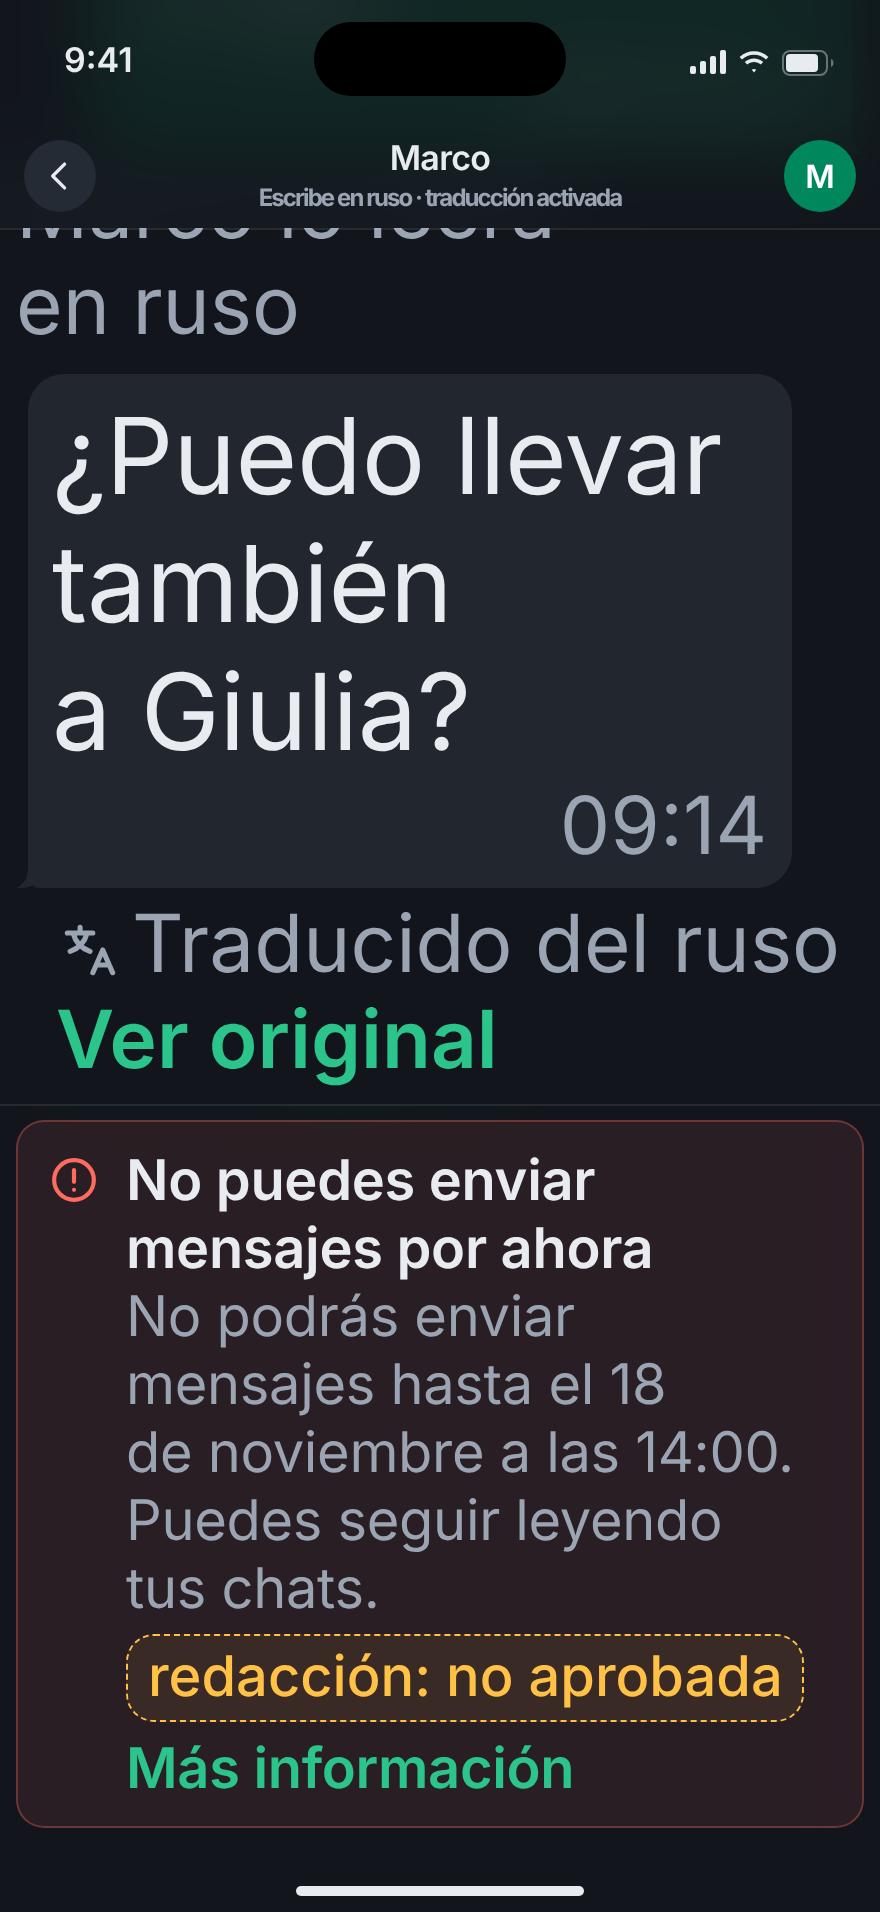 9:41
Marco
Escribe en ruso · traducción activada
M
en ruso
¿Puedo llevar
también
a Giulia?
09:14
Traducido del ruso
Ver original
No puedes enviar
mensajes por ahora
No podrás enviar
mensajes hasta el 18
de noviembre a las 14:00.
Puedes seguir leyendo
tus chats.
redacción: no aprobada
Más información